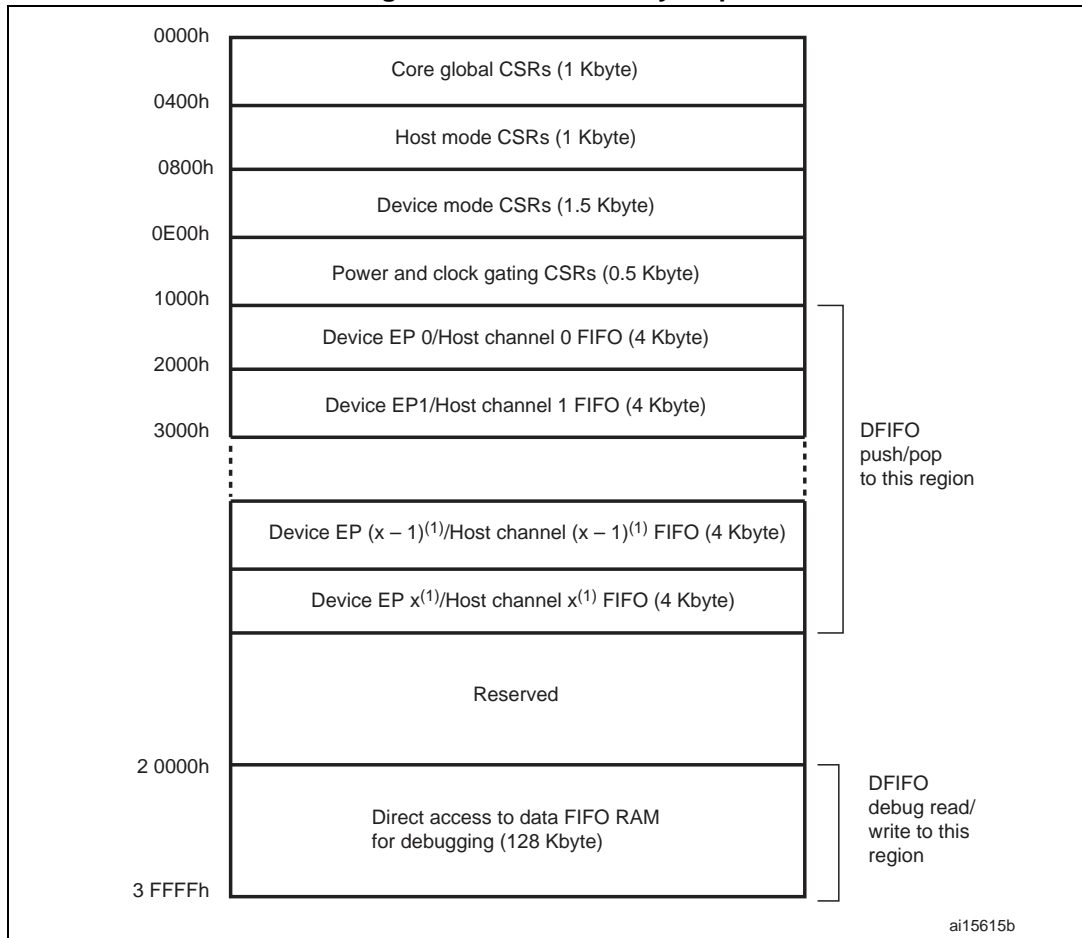 0000h
Core global CSRs (1 Kbyte)
0400h
Host mode CSRs (1 Kbyte)
0800h
Device mode CSRs (1.5 Kbyte)
0E00h
Power and clock gating CSRs (0.5 Kbyte)
1000h
Device EP 0/Host channel 0 FIFO (4 Kbyte)
2000h
Device EP1/Host channel 1 FIFO (4 Kbyte)
3000h
DFIFO
push/pop
to this region
Device EP (x – 1)(1)/Host channel (x – 1)(1) FIFO (4 Kbyte)
Device EP x(1)/Host channel x(1) FIFO (4 Kbyte)
Reserved
2 0000h
Direct access to data FIFO RAM
for debugging (128 Kbyte)
DFIFO
debug read/
write to this
region
3 FFFFh
ai15615b